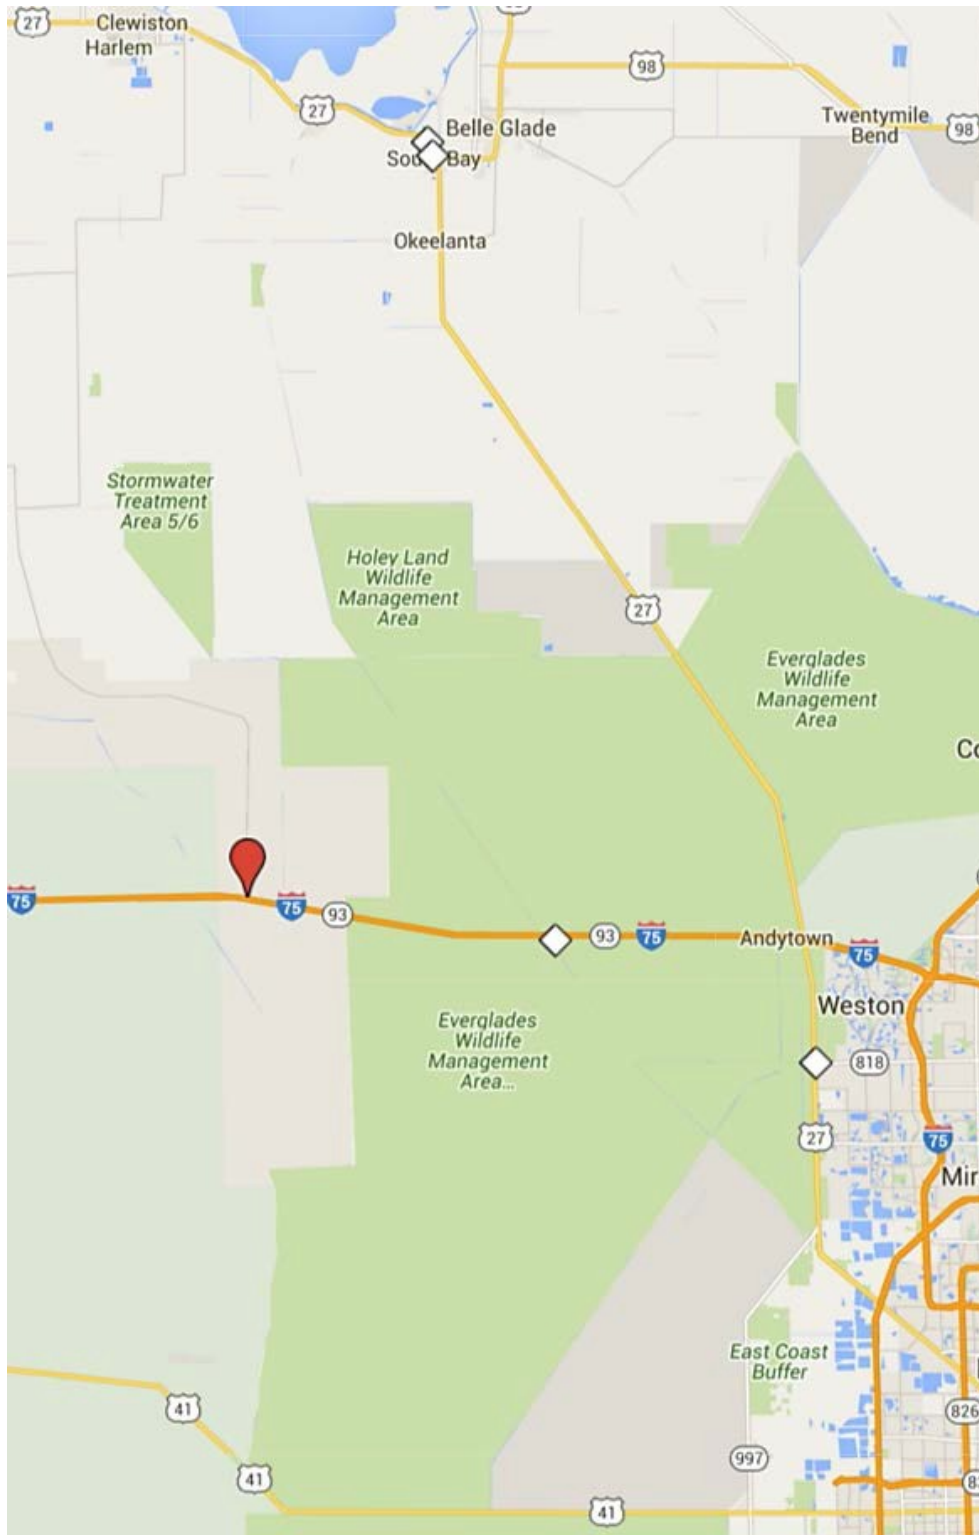 27
Clewiston
Harlem
98
27
Twentymile
Bend
98
Belle Glade
Bay
Okeelanta
Stormwater
Treatment
Area 5/6
Holey Land
Wildlife
Management
Area
27
Everglades
Wildlife
Management
Area
Co
75
75
93
93
75
Andytown
75
Weston
Everglades
Wildlife
Management
Area...
818
27
75
Mir
East Coast
Buffer
41
826
997
41
41